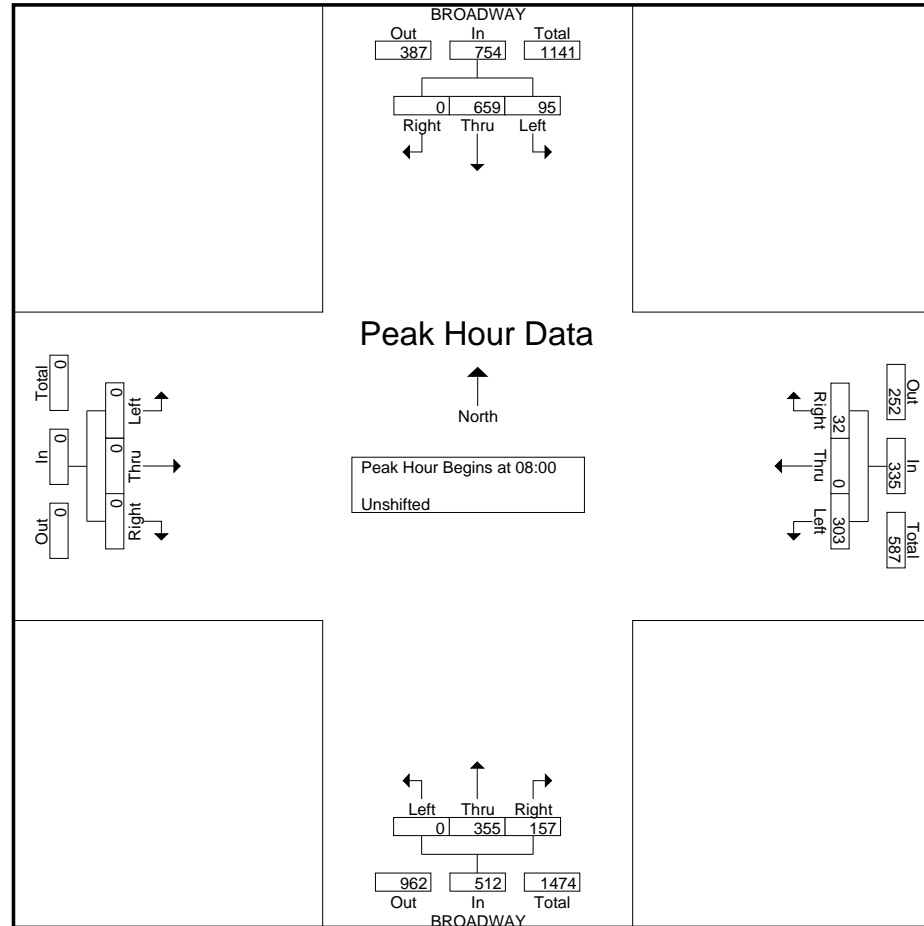 BROADWAY
Out In Total
387 754 1141
0 659 95
Right Thru Left
Peak Hour Data
North
Peak Hour Begins at 08:00
Unshifted
Total In Out
0 0 0
0 0 0
Left Thru Right
Right Thru Left
32 0 303
252 335 587
Out In Total
Left Thru Right
0 355 157
962 512 1474
Out In Total
BROADWAY